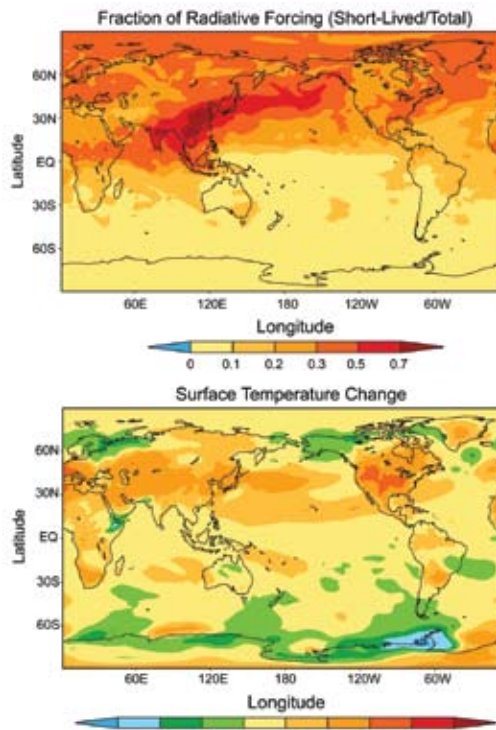 Fraction of Radiative Forcing (Short-Lived/Total)
60N
30N
EQ
30S
60S
Latitude
60E 120E 180 120W 60W
Longitude
0 0.1 0.2 0.3 0.5 0.7
Surface Temperature Change
60N
30N
EQ
30S
60S
Latitude
60E 120E 180 120W 60W
Longitude